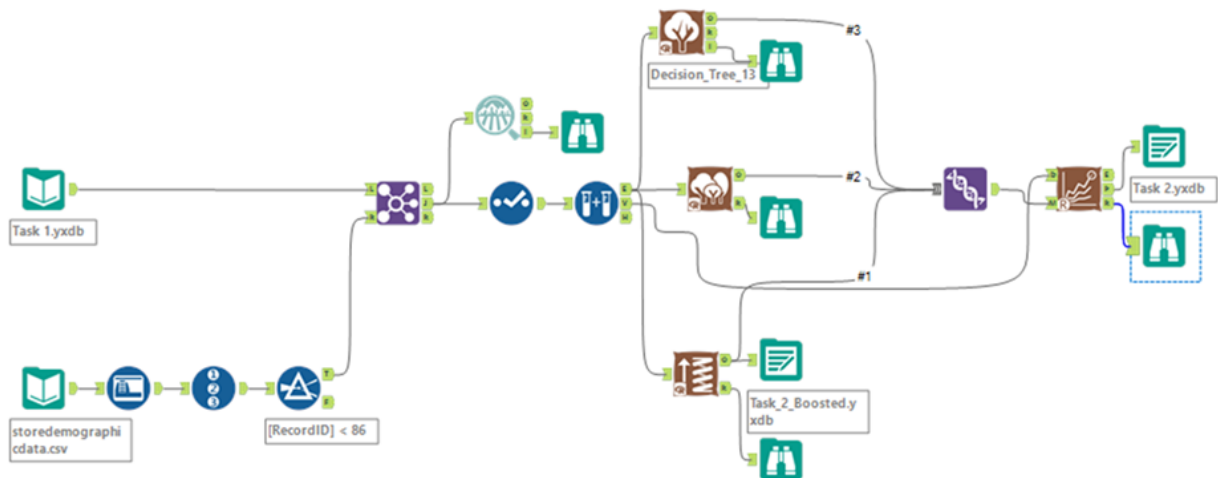 #3
Decision_Tree_13
Task 1.yxdb
#2
Task 2.yxdb
#1
storedemographi
cdata.csv
[RecordID] < 86
Task_2_Boosted.y
xdb